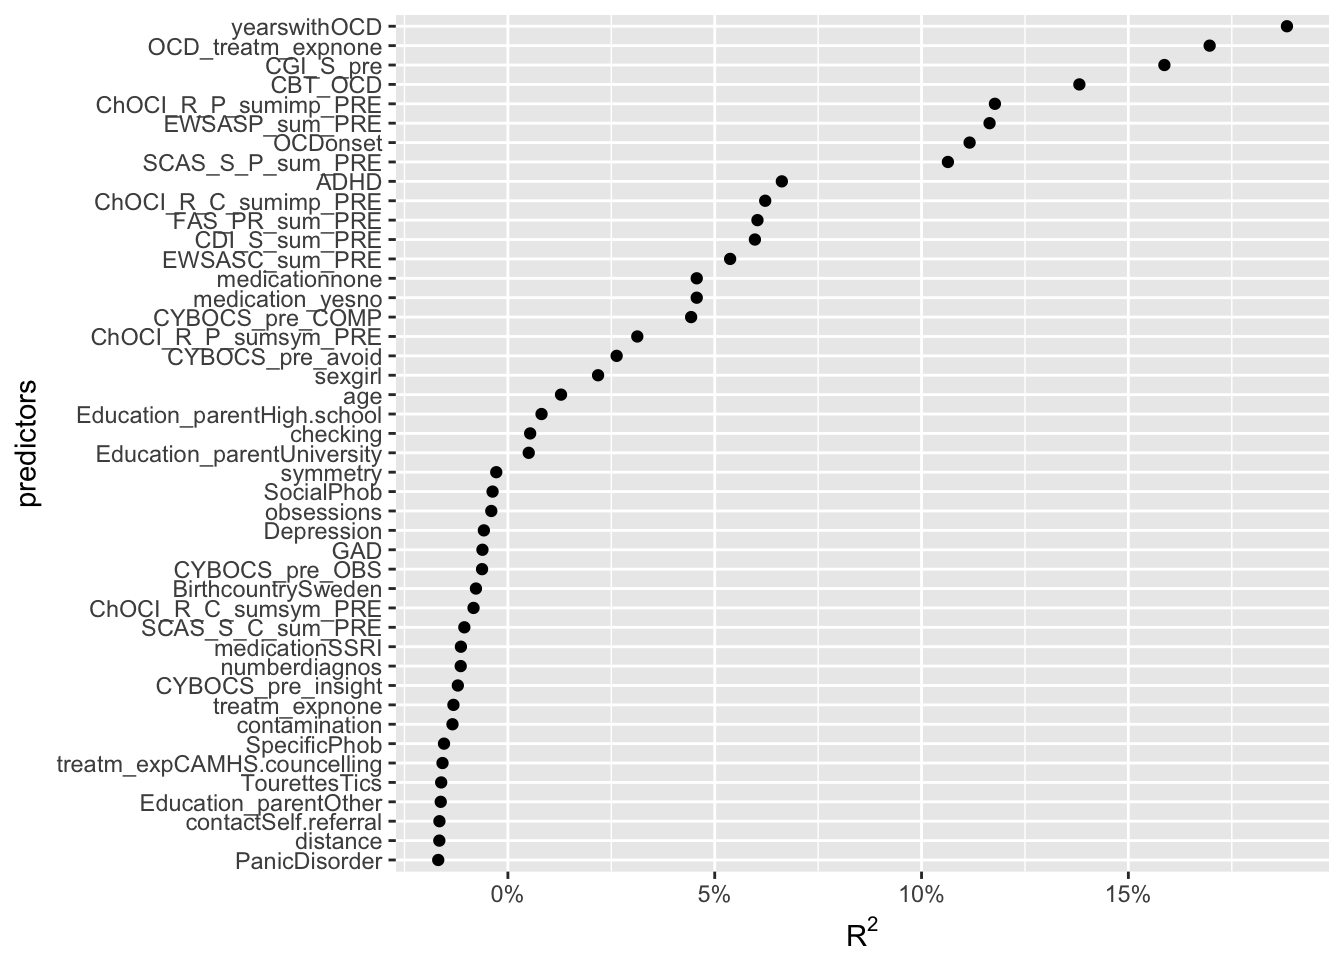 yearswithOCD
OCD_treatm_expnone
CGI_S_pre
CBT_OCD
ChOCI_R_P_sumimp_PRE
EWSASP_sum_PRE
OCDonset
SCAS_S_P_sum_PRE
ADHD
ChOCI_R_C_sumimp_PRE
FAS_PR_sum_PRE
CDI_S_sum_PRE
EWSASC_sum_PRE
medicationnone
medication_yesno
CYBOCS_pre_COMP
ChOCI_R_P_sumsym_PRE
CYBOCS_pre_avoid
sexgirl
age
Education_parentHigh.school
checking
Education_parentUniversity
symmetry
SocialPhob
obsessions
Depression
GAD
CYBOCS_pre_OBS
BirthcountrySweden
ChOCI_R_C_sumsym_PRE
SCAS_S_C_sum_PRE
medicationSSRI
numberdiagnos
CYBOCS_pre_insight
treatm_expnone
contamination
SpecificPhob
treatm_expCAMHS.councelling
TourettesTics
Education_parentOther
contactSelf.referral
distance
PanicDisorder
predictors
0% 5% 10% 15%
R²